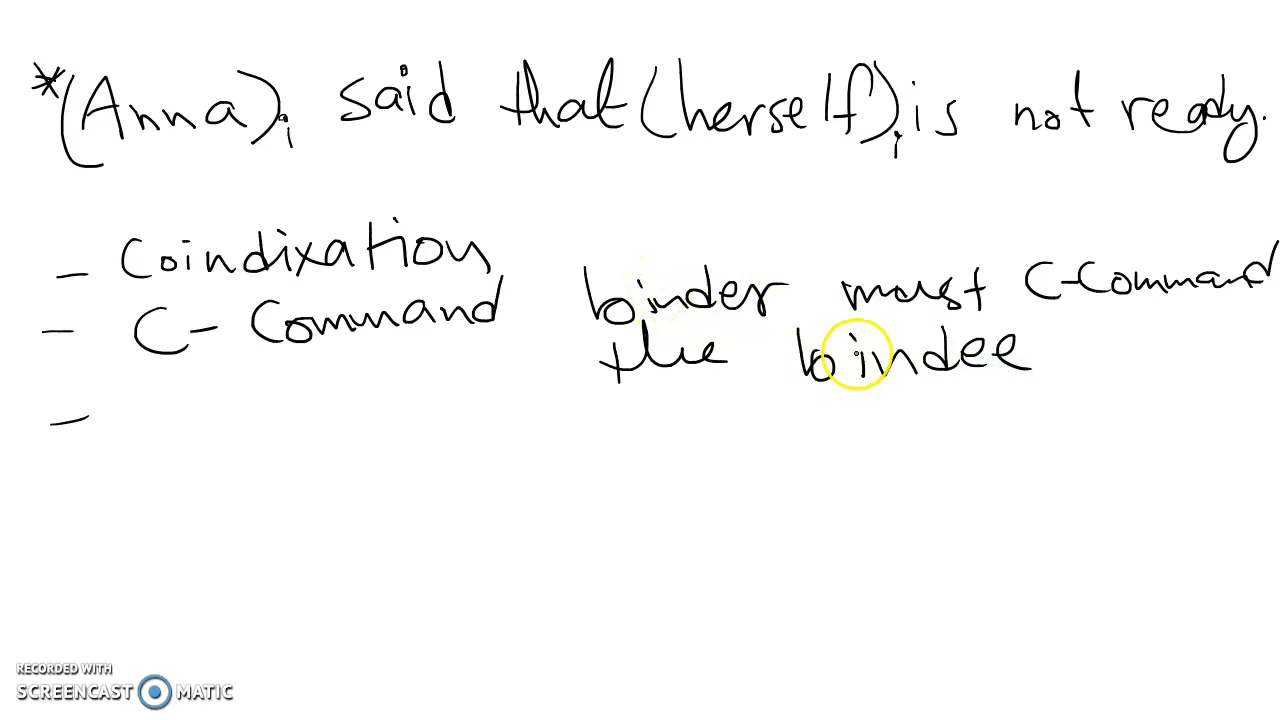 *(Anna)i said that (herself)i is not ready.
- Coindixation
- C-Command binder must C-Command
the bindee
-
RECORDED WITH
SCREENCAST MATIC